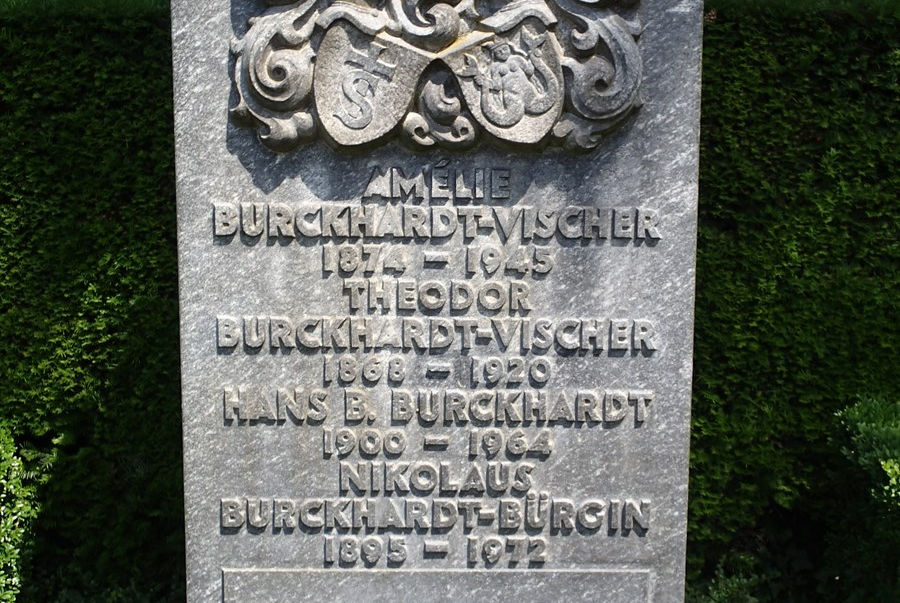 AMÉLIE
BURCKHARDT-VISCHER
1874 – 1945
THEODOR
BURCKHARDT-VISCHER
1868 – 1920
HANS B. BURCKHARDT
1900 – 1964
NIKOLAUS
BURCKHARDT-BÜRGIN
1895 – 1972